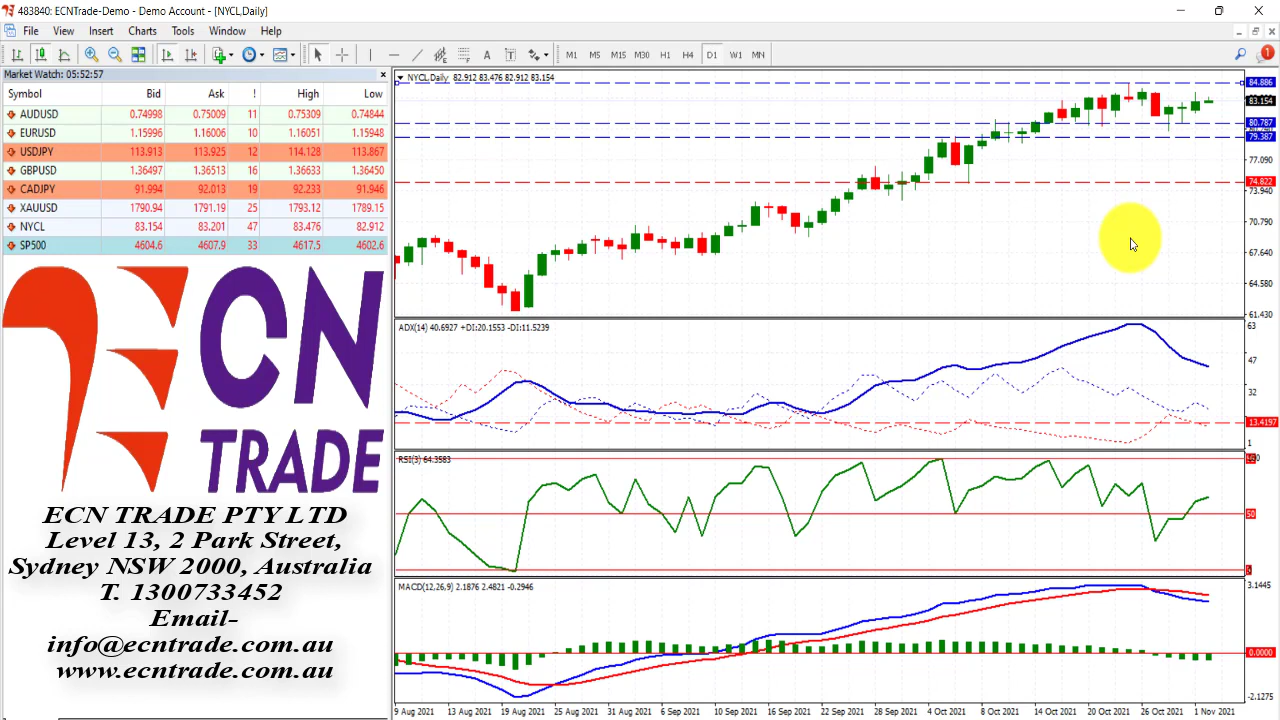 483840: ECNTrade-Demo - Demo Account - [NYCL,Daily]
File View Insert Charts Tools Window Help
A T M1 M5 M15 M30 H1 H4 D1 W1 MN 1
Market Watch: 05:52:57
Symbol Bid Ask ! High Low
AUDUSD 0.74998 0.75009 11 0.75309 0.74844
EURUSD 1.15996 1.16006 10 1.16051 1.15948
USDJPY 113.913 113.925 12 114.128 113.867
GBPUSD 1.36497 1.36513 16 1.36633 1.36450
CADJPY 91.994 92.013 19 92.233 91.946
XAUUSD 1790.94 1791.19 25 1793.12 1789.15
NYCL 83.154 83.201 47 83.476 82.912
SP500 4604.6 4607.9 33 4617.5 4602.6
ECN
TRADE
ECN TRADE PTY LTD
Level 13, 2 Park Street,
Sydney NSW 2000, Australia
T. 1300733452
Email-
info@ecntrade.com.au
www.ecntrade.com.au
NYCL,Daily 82.912 83.476 82.912 83.154
84.886
83.154
80.787
79.387
77.090
74.822
73.940
70.790
67.640
64.580
61.430
ADX(14) 40.6927 +DI:20.1553 -DI:11.5239
63
47
32
13.4197
1
RSI(3) 64.3583
50
MACD(12,26,9) 2.1876 2.4821 -0.2946
3.1445
0.0000
-2.1275
9 Aug 2021 13 Aug 2021 19 Aug 2021 25 Aug 2021 31 Aug 2021 6 Sep 2021 10 Sep 2021 16 Sep 2021 22 Sep 2021 28 Sep 2021 4 Oct 2021 8 Oct 2021 14 Oct 2021 20 Oct 2021 26 Oct 2021 1 Nov 2021